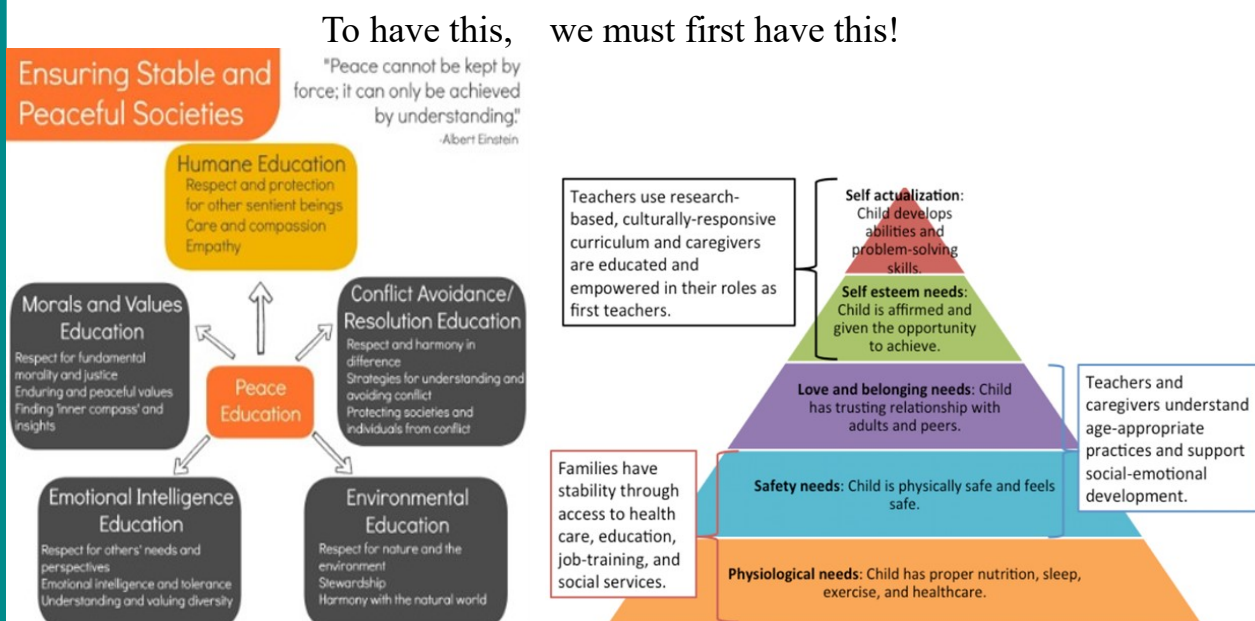 To have this, we must first have this!
Ensuring Stable and
Peaceful Societies
"Peace cannot be kept by
force; it can only be achieved
by understanding."
-Albert Einstein
Humane Education
Respect and protection
for other sentient beings
Care and compassion
Empathy
Morals and Values
Education
Respect for fundamental
morality and justice
Enduring and peaceful values
Finding 'inner compass' and
insights
Conflict Avoidance/
Resolution Education
Respect and harmony in
difference
Strategies for understanding and
avoiding conflict
Protecting societies and
individuals from conflict
Peace
Education
Emotional Intelligence
Education
Respect for others' needs and
perspectives
Emotional intelligence and tolerance
Understanding and valuing diversity
Environmental
Education
Respect for nature and the
environment
Stewardship
Harmony with the natural world
Teachers use research-
based, culturally-responsive
curriculum and caregivers
are educated and
empowered in their roles as
first teachers.
Self actualization:
Child develops
abilities and
problem-solving
skills.
Self esteem needs:
Child is affirmed and
given the opportunity
to achieve.
Love and belonging needs: Child
has trusting relationship with
adults and peers.
Teachers and
caregivers understand
age-appropriate
practices and support
social-emotional
development.
Families have
stability through
access to health
care, education,
job-training, and
social services.
Safety needs: Child is physically safe and feels
safe.
Physiological needs: Child has proper nutrition, sleep,
exercise, and healthcare.